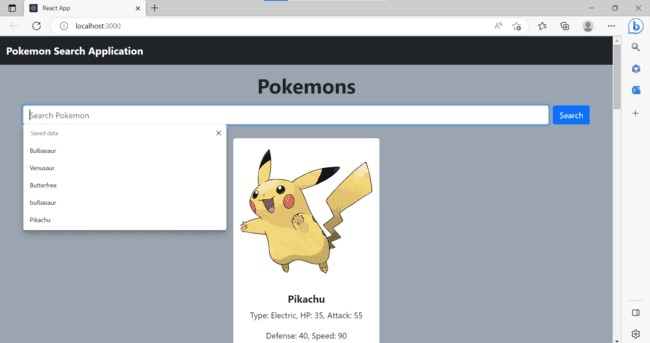 React App
localhost:3000
Pokemon Search Application
Pokemons
Search Pokemon
Search
Saved data
Bulbasaur
Venusaur
Butterfree
bulbasaur
Pikachu
Pikachu
Type: Electric, HP: 35, Attack: 55
Defense: 40, Speed: 90